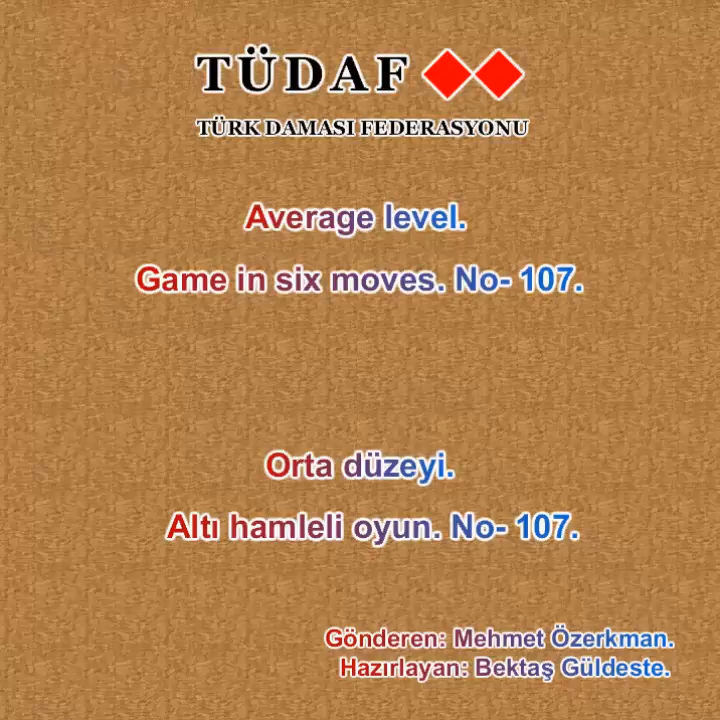 TÜDAF
TÜRK DAMASI FEDERASYONU
Average level.
Game in six moves. No- 107.
Orta düzeyi.
Altı hamleli oyun. No- 107.
Gönderen: Mehmet Özerkman.
Hazırlayan: Bektaş Güldeste.